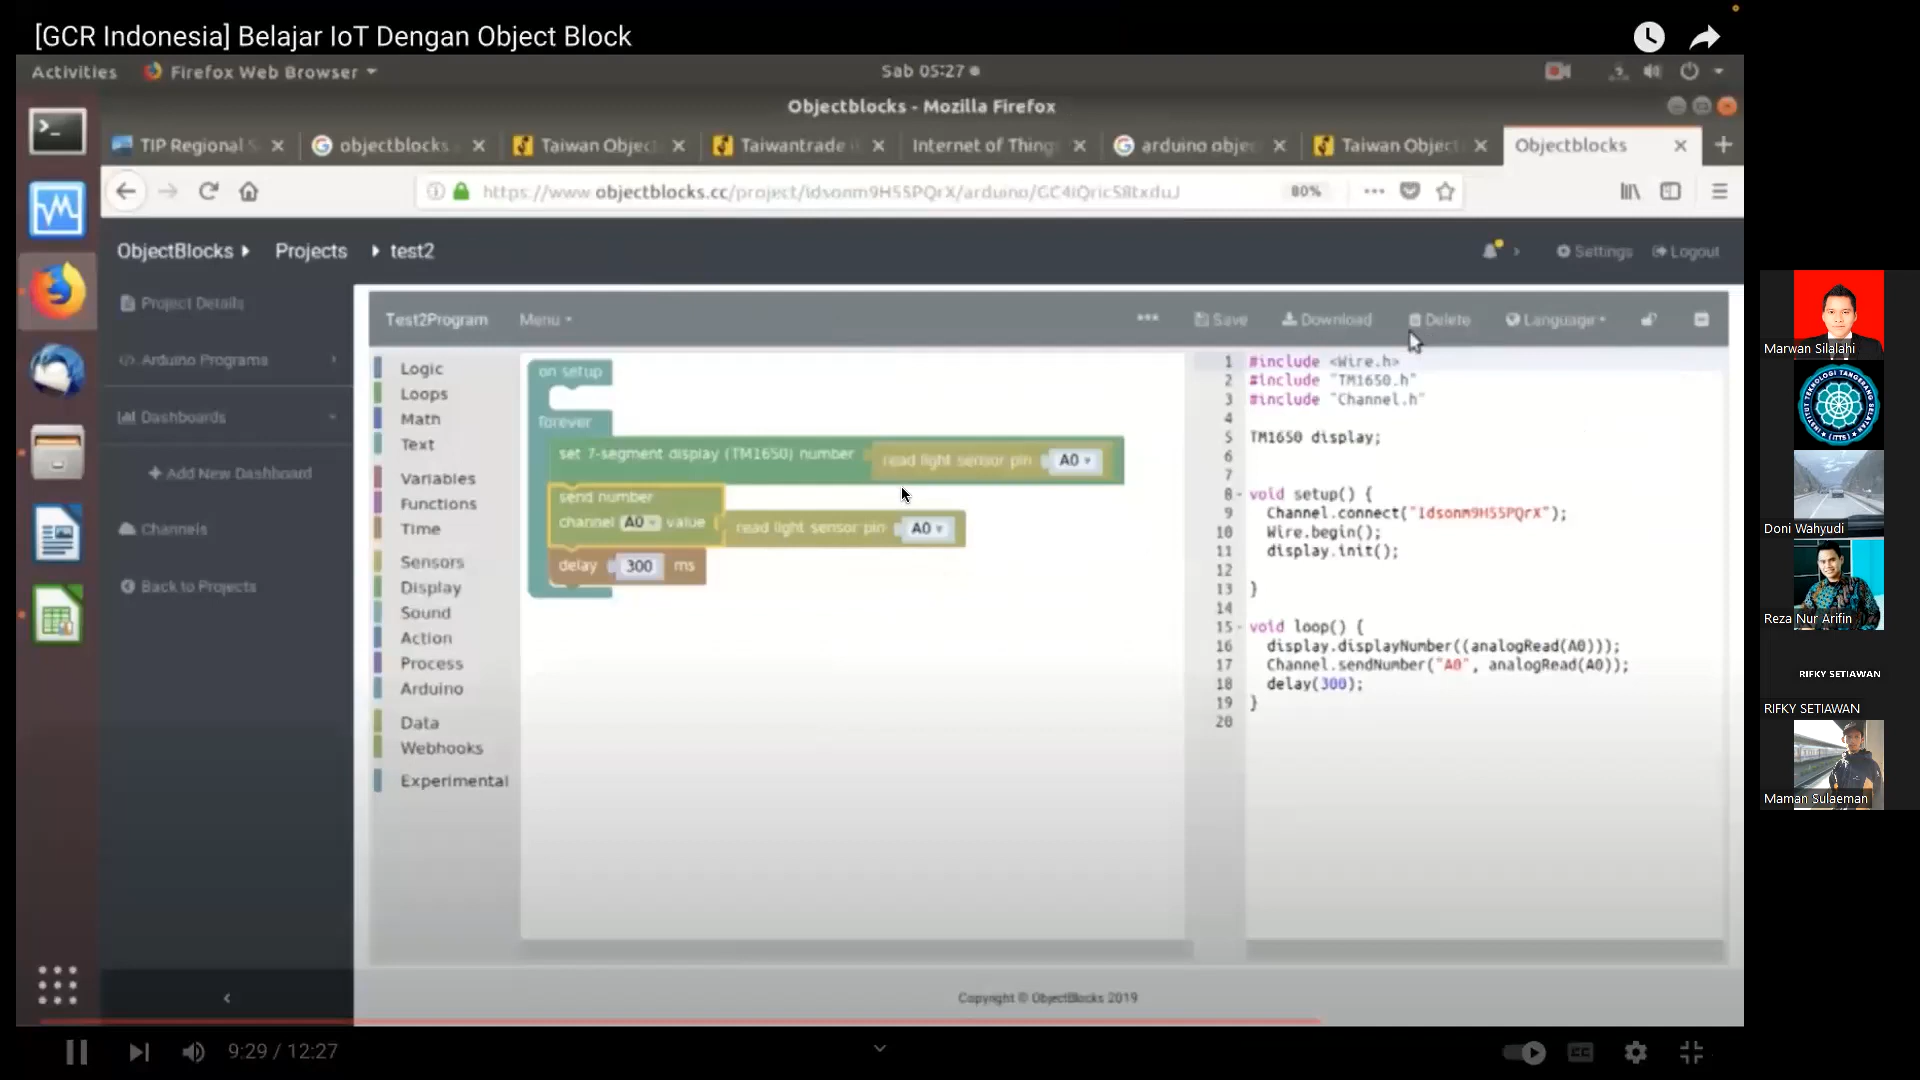 [GCR Indonesia] Belajar IoT Dengan Object Block
Activities Firefox Web Browser Sab 05:27
Objectblocks - Mozilla Firefox
TIP Regional objectblocks Taiwan Objec Taiwantrade Internet of Thing arduino obje Taiwan Object Objectblocks
80%
ObjectBlocks Projects test2 Settings Logout
Project Details
Arduino Programs
Dashboards
Add New Dashboard
Channels
Back to Projects
Test2Program Menu Save Download Delete Language
Logic
Loops
Math
Text
Variables
Functions
Time
Sensors
Display
Sound
Action
Process
Arduino
Data
Webhooks
Experimental
on setup
forever
set 7-segment display (TM1650) number read light sensor pin A0
send number
channel A0 value read light sensor pin A0
delay 300 ms
1 #include <Wire.h>
2 #include "TM1650.h"
3 #include "Channel.h"
4
5 TM1650 display;
6
7
8 void setup() {
9 Channel.connect("ldsonm9H55PQrX");
10 Wire.begin();
11 display.init();
12
13 }
14
15 void loop() {
16 display.displayNumber((analogRead(A0)));
17 Channel.sendNumber("A0", analogRead(A0));
18 delay(300);
19 }
20
Copyright © ObjectBlocks 2019
9:29 / 12:27
Marwan Silalahi
INSTITUT TEKNOLOGI TANGERANG SELATAN (ITTS)
Doni Wahyudi
Reza Nur Arifin
RIFKY SETIAWAN
RIFKY SETIAWAN
Maman Sulaeman